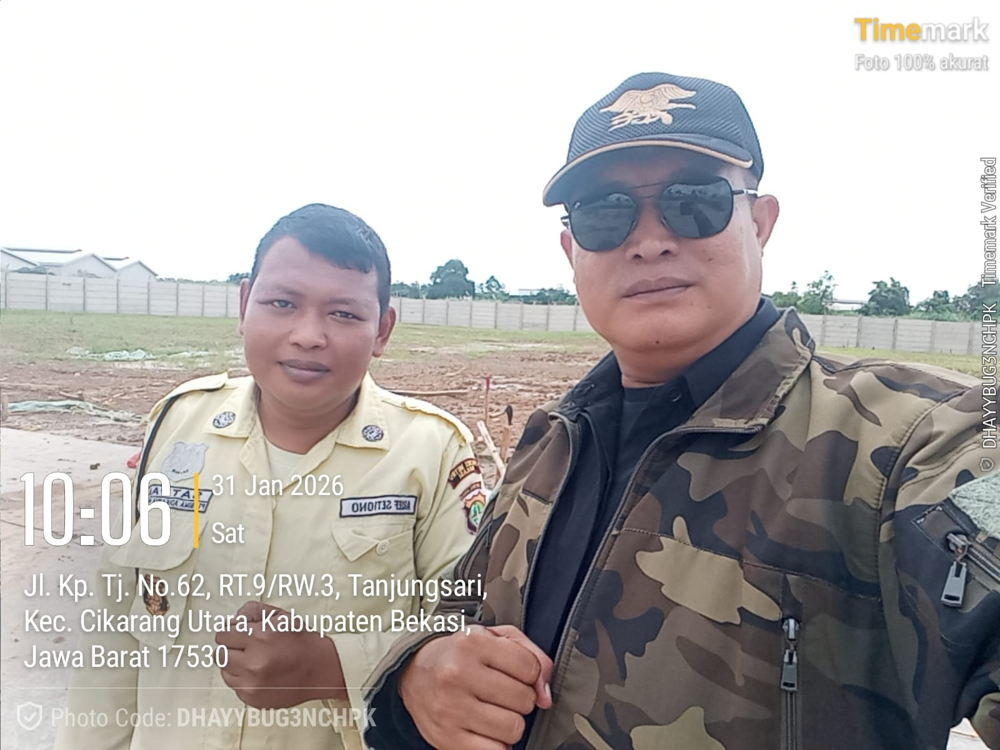 Timemark
Foto 100% akurat
DHAYYBUG3NCHPK Timemark Verified
ARIEF SETIONO
10:06
31 Jan 2026
Sat
Jl. Kp. Tj. No.62, RT.9/RW.3, Tanjungsari,
Kec. Cikarang Utara, Kabupaten Bekasi,
Jawa Barat 17530
Photo Code: DHAYYBUG3NCHPK